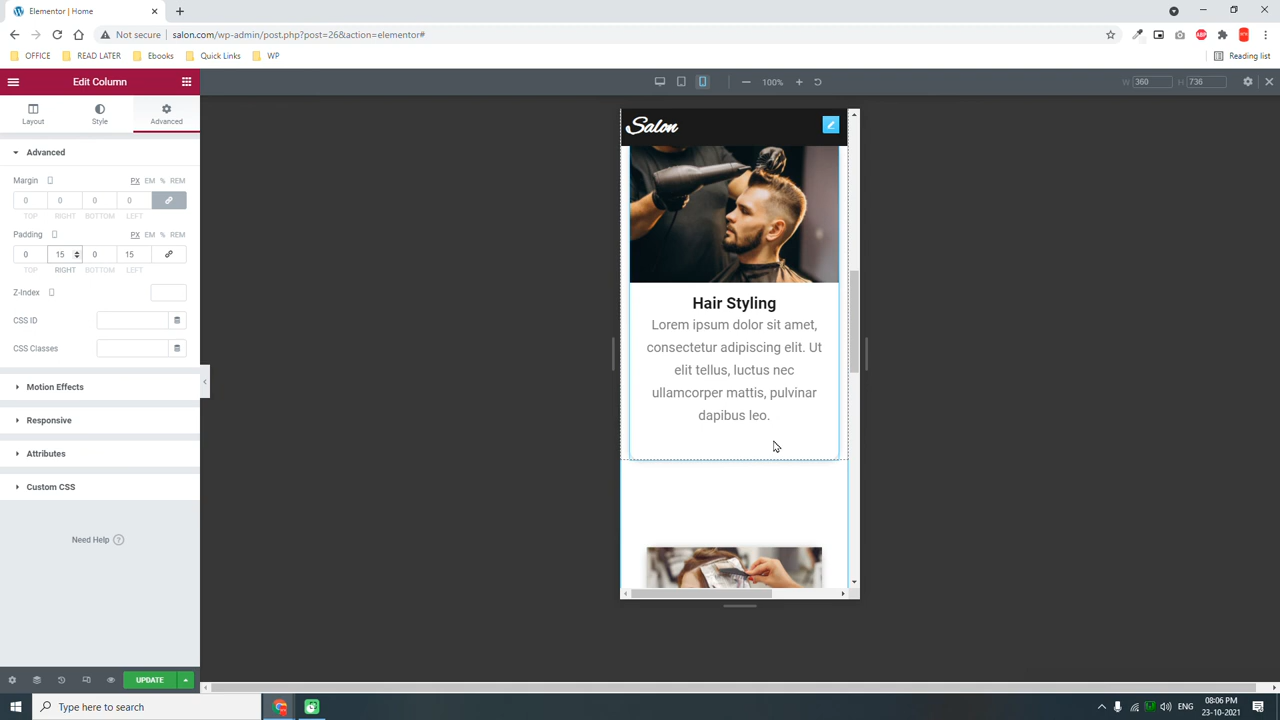 Elementor | Home
Not secure
salon.com/wp-admin/post.php?post=26&action=elementor#
OFFICE
READ LATER
Ebooks
Quick Links
WP
Reading list
Edit Column
100%
W 360
H 736
Layout
Style
Advanced
Advanced
Margin
PX EM % REM
0 0 0 0
TOP RIGHT BOTTOM LEFT
Padding
PX EM % REM
0 15 0 15
TOP RIGHT BOTTOM LEFT
Z-Index
CSS ID
CSS Classes
Motion Effects
Responsive
Attributes
Custom CSS
Need Help ?
UPDATE
Salon
Hair Styling
Lorem ipsum dolor sit amet,
consectetur adipiscing elit. Ut
elit tellus, luctus nec
ullamcorper mattis, pulvinar
dapibus leo.
Type here to search
ENG
08:06 PM
23-10-2021